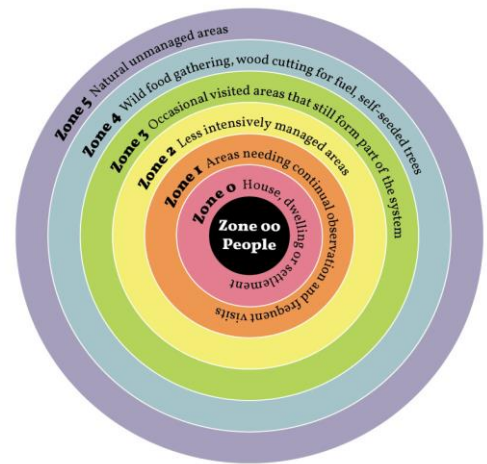 Zone 5 Natural unmanaged areas
Zone 4 Wild food gathering, wood cutting for fuel, self-seeded trees
Zone 3 Occasional visited areas that still form part of the system
Zone 2 Less intensively managed areas
Zone 1 Areas needing continual observation and frequent visits
Zone 0 House, dwelling or settlement
Zone 00
People